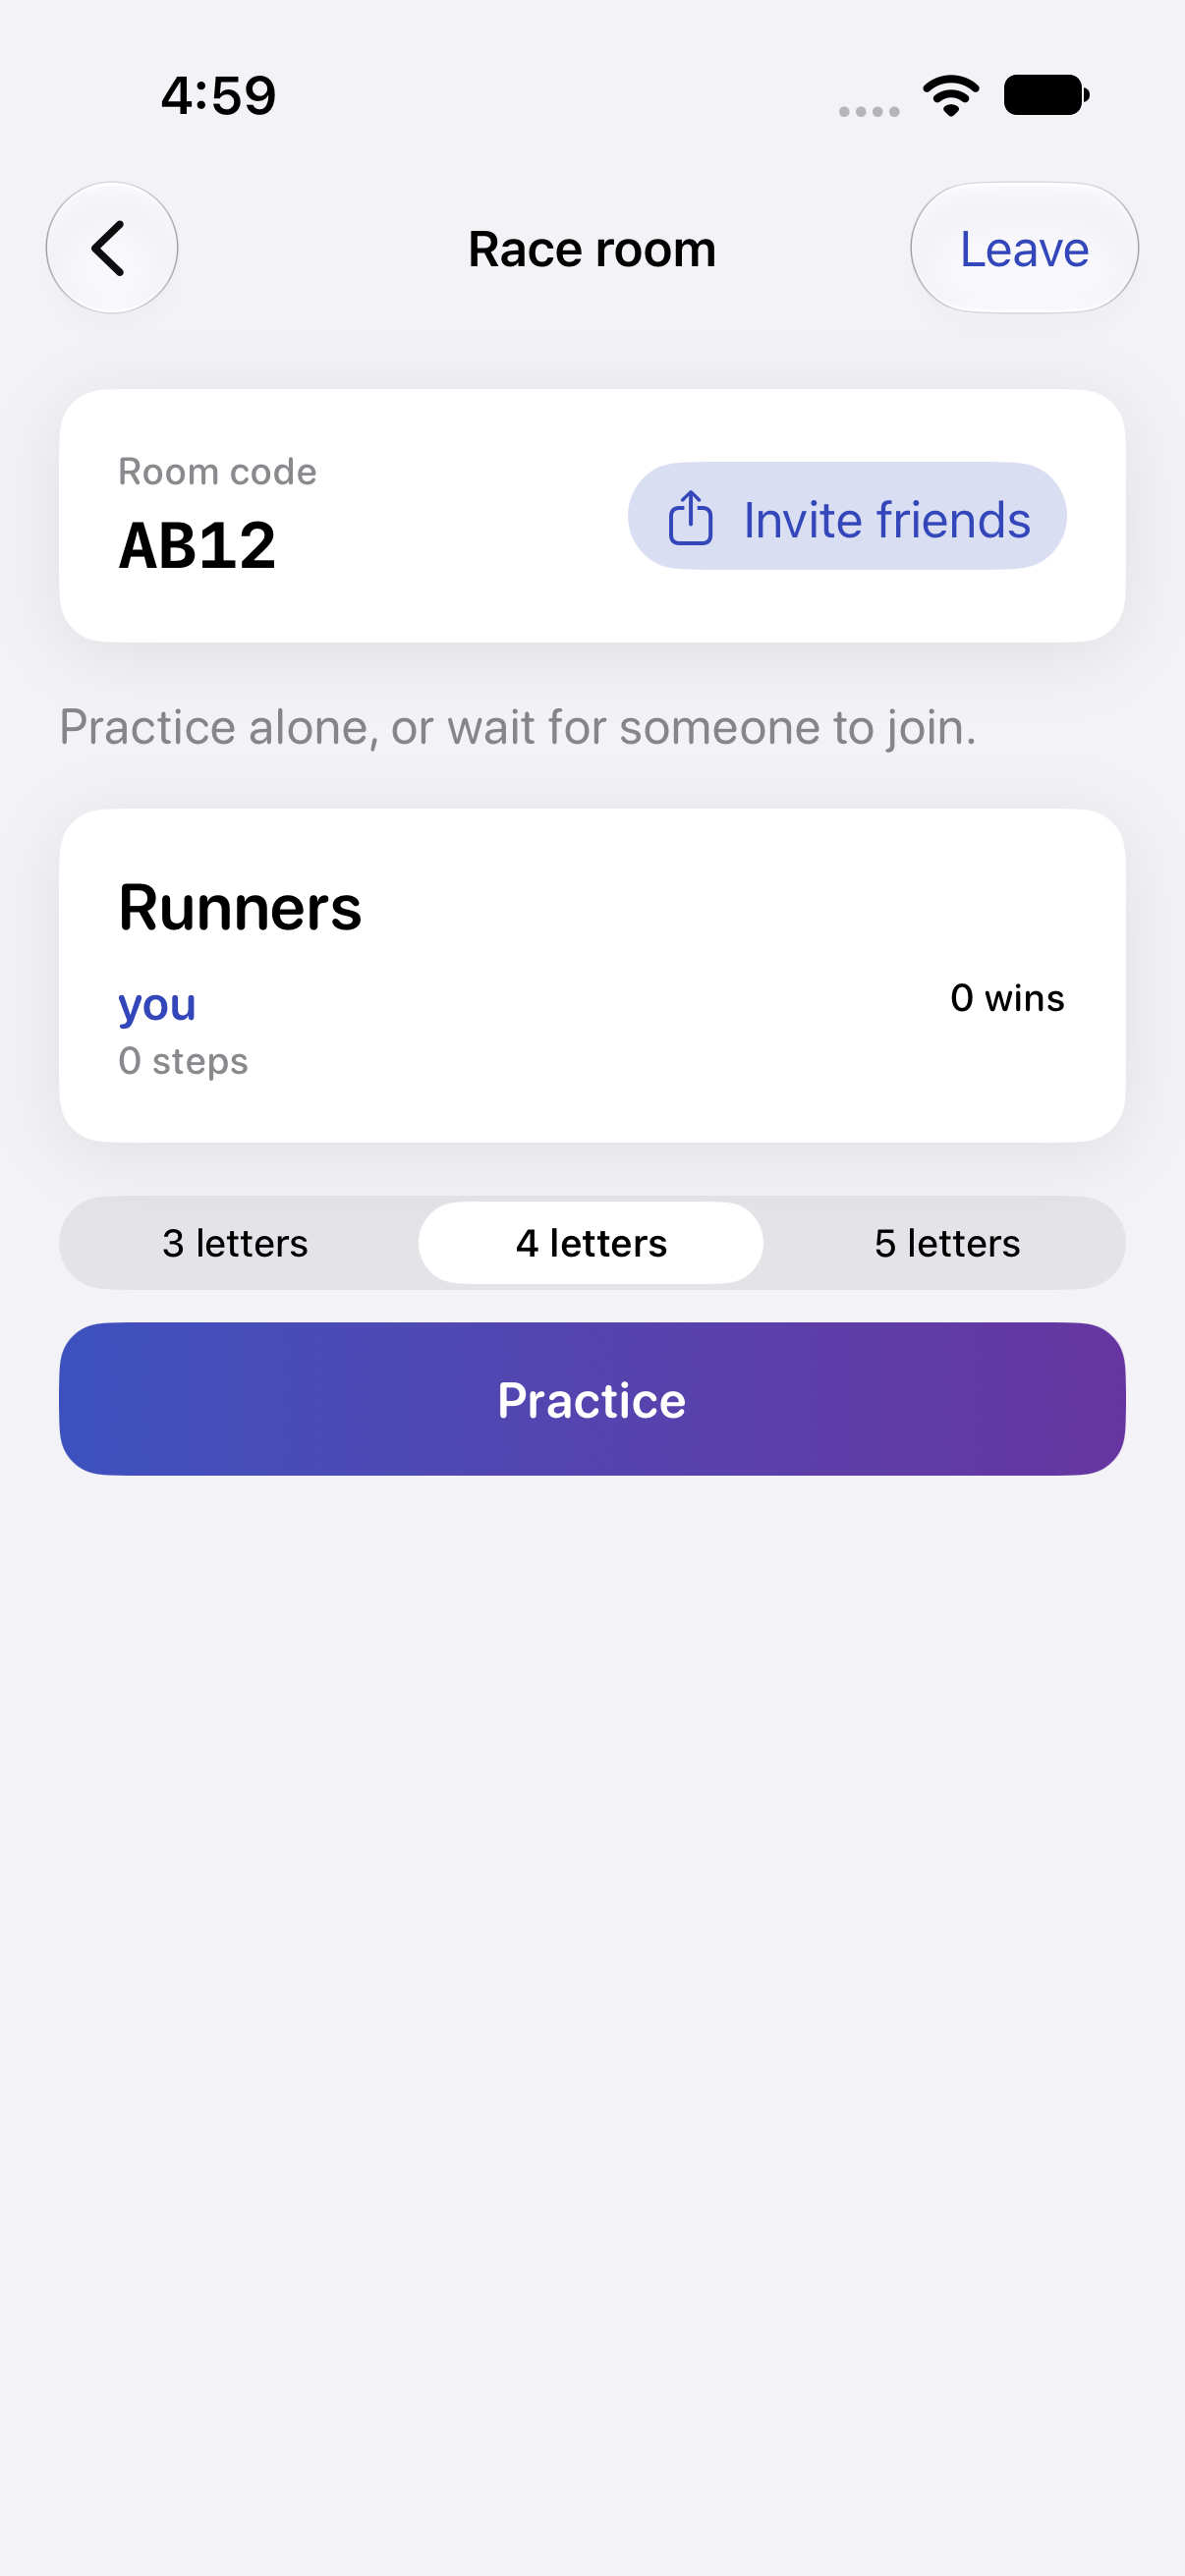 4:59
Race room
Leave
Room code
AB12
Invite friends
Practice alone, or wait for someone to join.
Runners
you
0 wins
0 steps
3 letters
4 letters
5 letters
Practice